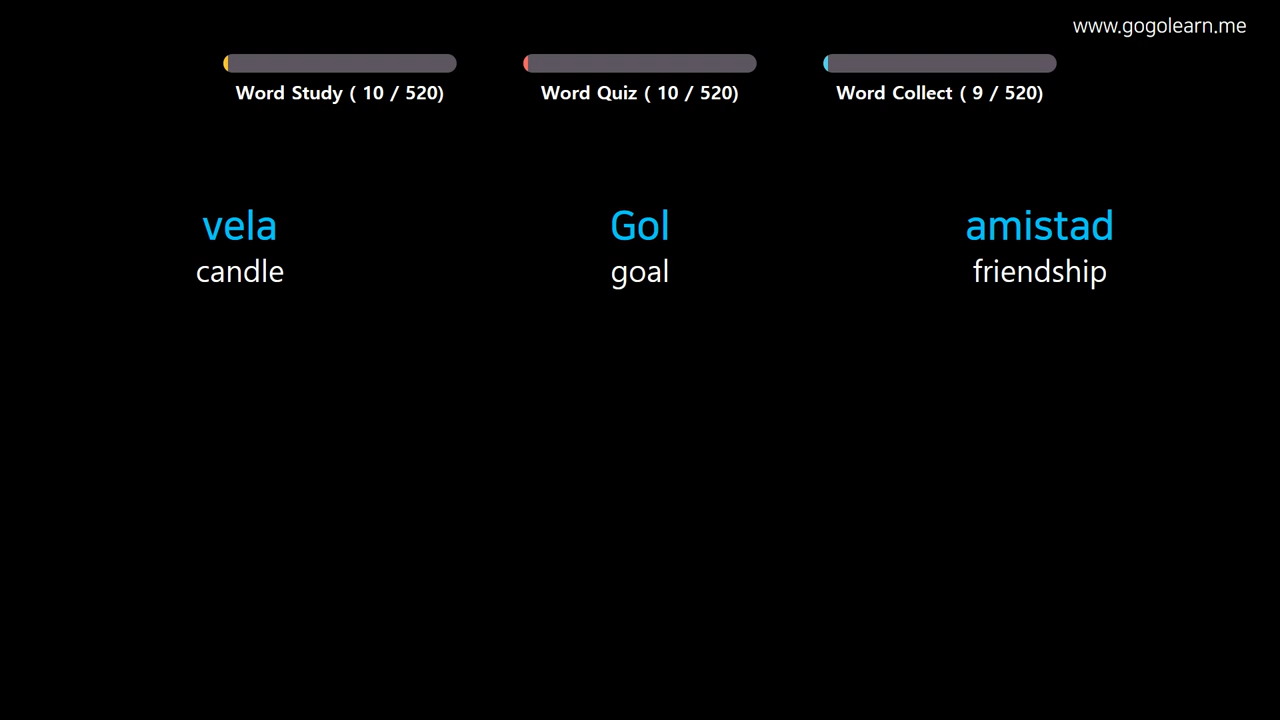 www.gogolearn.me
Word Study ( 10 / 520)
Word Quiz ( 10 / 520)
Word Collect ( 9 / 520)
vela
Gol
amistad
candle
goal
friendship